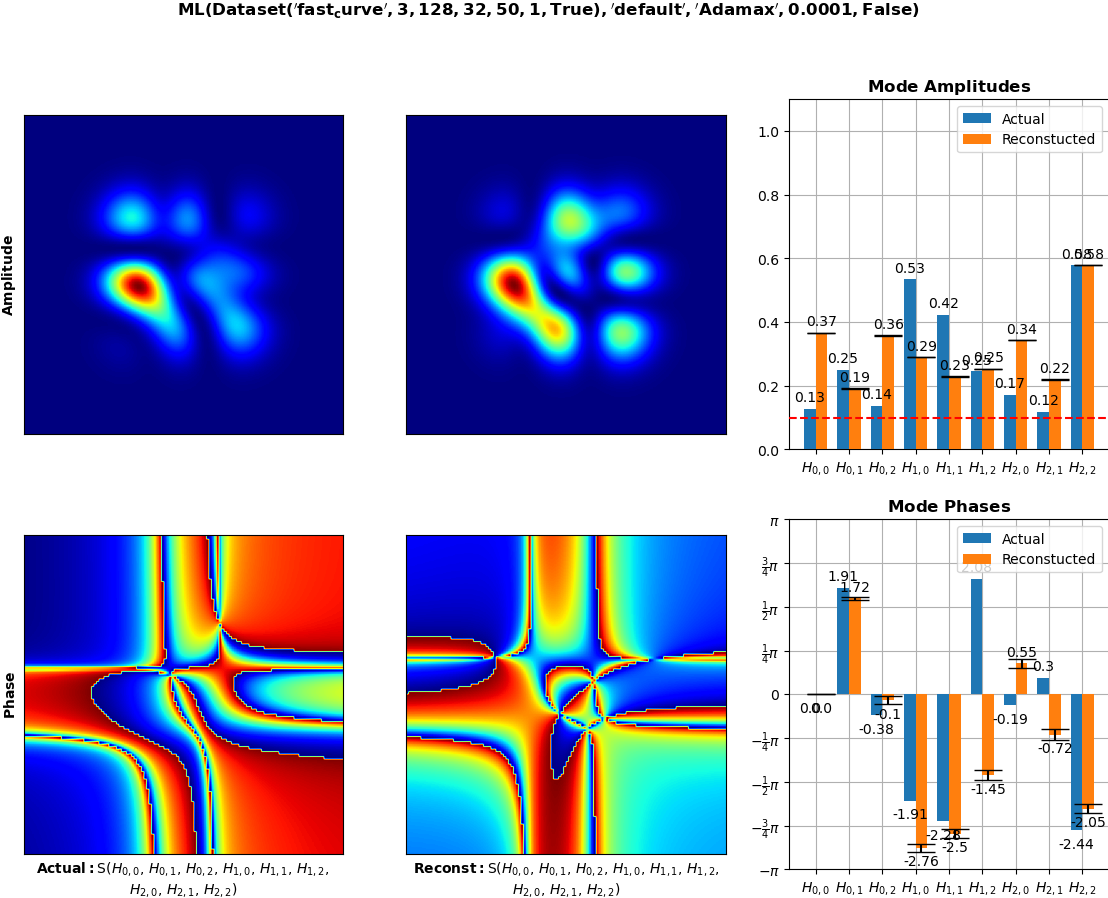 ML(Dataset('fast_curve', 3, 128, 32, 50, 1, True), 'default', 'Adamax', 0.0001, False)
Amplitude
Mode Amplitudes
Actual
Reconstucted
1.0
0.8
0.6
0.4
0.2
0.0
0.13
0.37
0.25
0.19
0.14
0.36
0.53
0.29
0.42
0.23
0.25
0.25
0.17
0.34
0.12
0.22
0.58
0.58
H0,0 H0,1 H0,2 H1,0 H1,1 H1,2 H2,0 H2,1 H2,2
Phase
Mode Phases
Actual
Reconstucted
π
3/4π
1/2π
1/4π
0
−1/4π
−1/2π
−3/4π
−π
0.0
0.0
1.91
1.72
-0.38
-0.1
-1.91
-2.76
-2.28
-2.5
2.08
-1.45
-0.19
0.55
0.3
-0.72
-2.44
-2.05
H0,0 H0,1 H0,2 H1,0 H1,1 H1,2 H2,0 H2,1 H2,2
Actual: S(H0,0, H0,1, H0,2, H1,0, H1,1, H1,2,
H2,0, H2,1, H2,2)
Reconst: S(H0,0, H0,1, H0,2, H1,0, H1,1, H1,2,
H2,0, H2,1, H2,2)